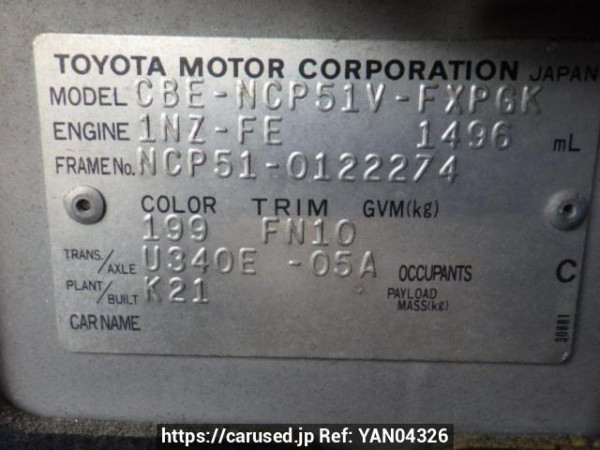 TOYOTA MOTOR CORPORATION JAPAN
MODEL CBE-NCP51V-FXPGK
ENGINE 1NZ-FE 1496 mL
FRAME No. NCP51-0122274
COLOR TRIM GVM(kg)
199 FN10
TRANS./AXLE U340E -05A OCCUPANTS C
PLANT/BUILT K21 PAYLOAD MASS(kg)
CAR NAME
30881
https://carused.jp Ref: YAN04326